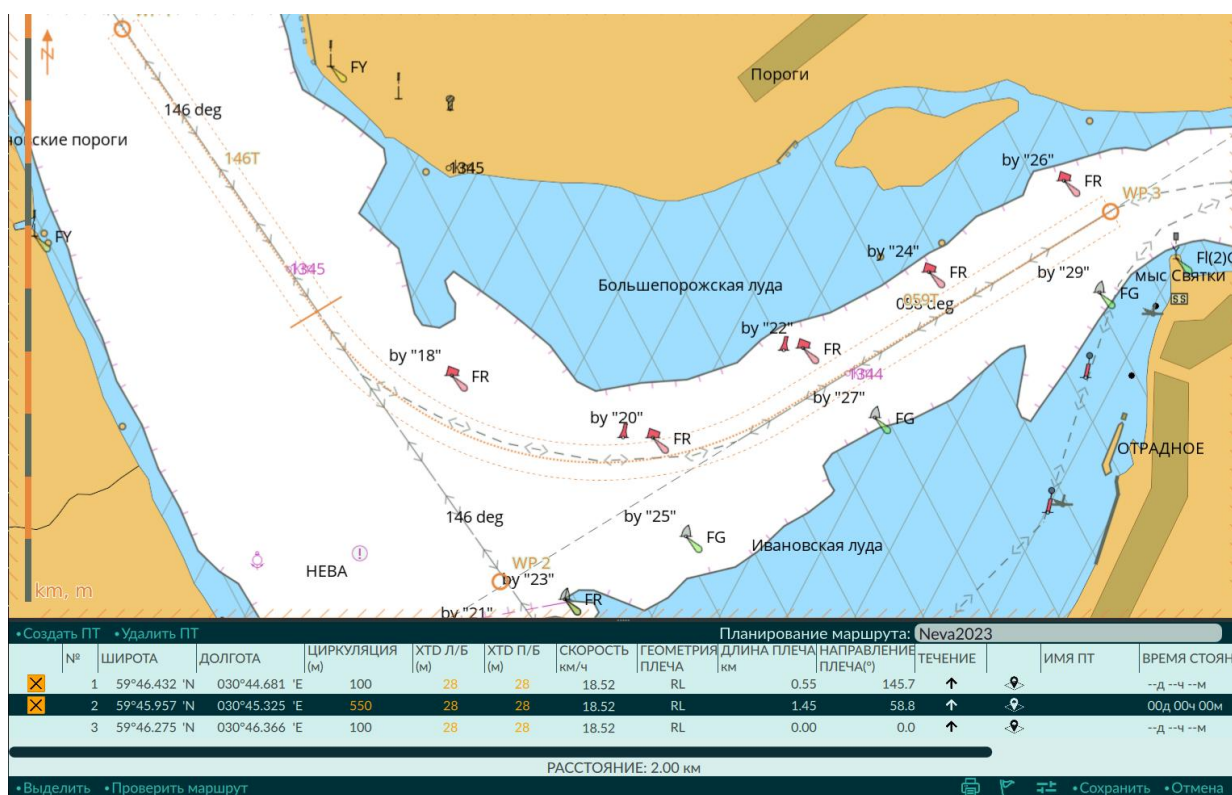 N
FY
146 deg
Пороги
новские пороги
146T
1345
by "26"
FR
WP 3
FY
1345
by "24"
FR
by "29"
Fl(2)G
мыс Святки
FG
SS
Большепорожская луда
059T
058 deg
by "22"
FR
by "18"
FR
1344
by "27"
FG
by "20"
FR
ОТРАДНОЕ
146 deg
by "25"
FG
Ивановская луда
НЕВА
WP 2
by "23"
FR
km, m
by "21"
•Создать ПТ •Удалить ПТ Планирование маршрута: Neva2023
№ ШИРОТА ДОЛГОТА ЦИРКУЛЯЦИЯ (м) XTD Л/Б (м) XTD П/Б (м) СКОРОСТЬ км/ч ГЕОМЕТРИЯ ПЛЕЧА ДЛИНА ПЛЕЧА км НАПРАВЛЕНИЕ ПЛЕЧА(°) ТЕЧЕНИЕ ИМЯ ПТ ВРЕМЯ СТОЯН
1 59°46.432 'N 030°44.681 'E 100 28 28 18.52 RL 0.55 145.7 --д --ч --м
2 59°45.957 'N 030°45.325 'E 550 28 28 18.52 RL 1.45 58.8 00д 00ч 00м
3 59°46.275 'N 030°46.366 'E 100 28 28 18.52 RL 0.00 0.0 --д --ч --м
РАССТОЯНИЕ: 2.00 км
•Выделить •Проверить маршрут •Сохранить •Отмена